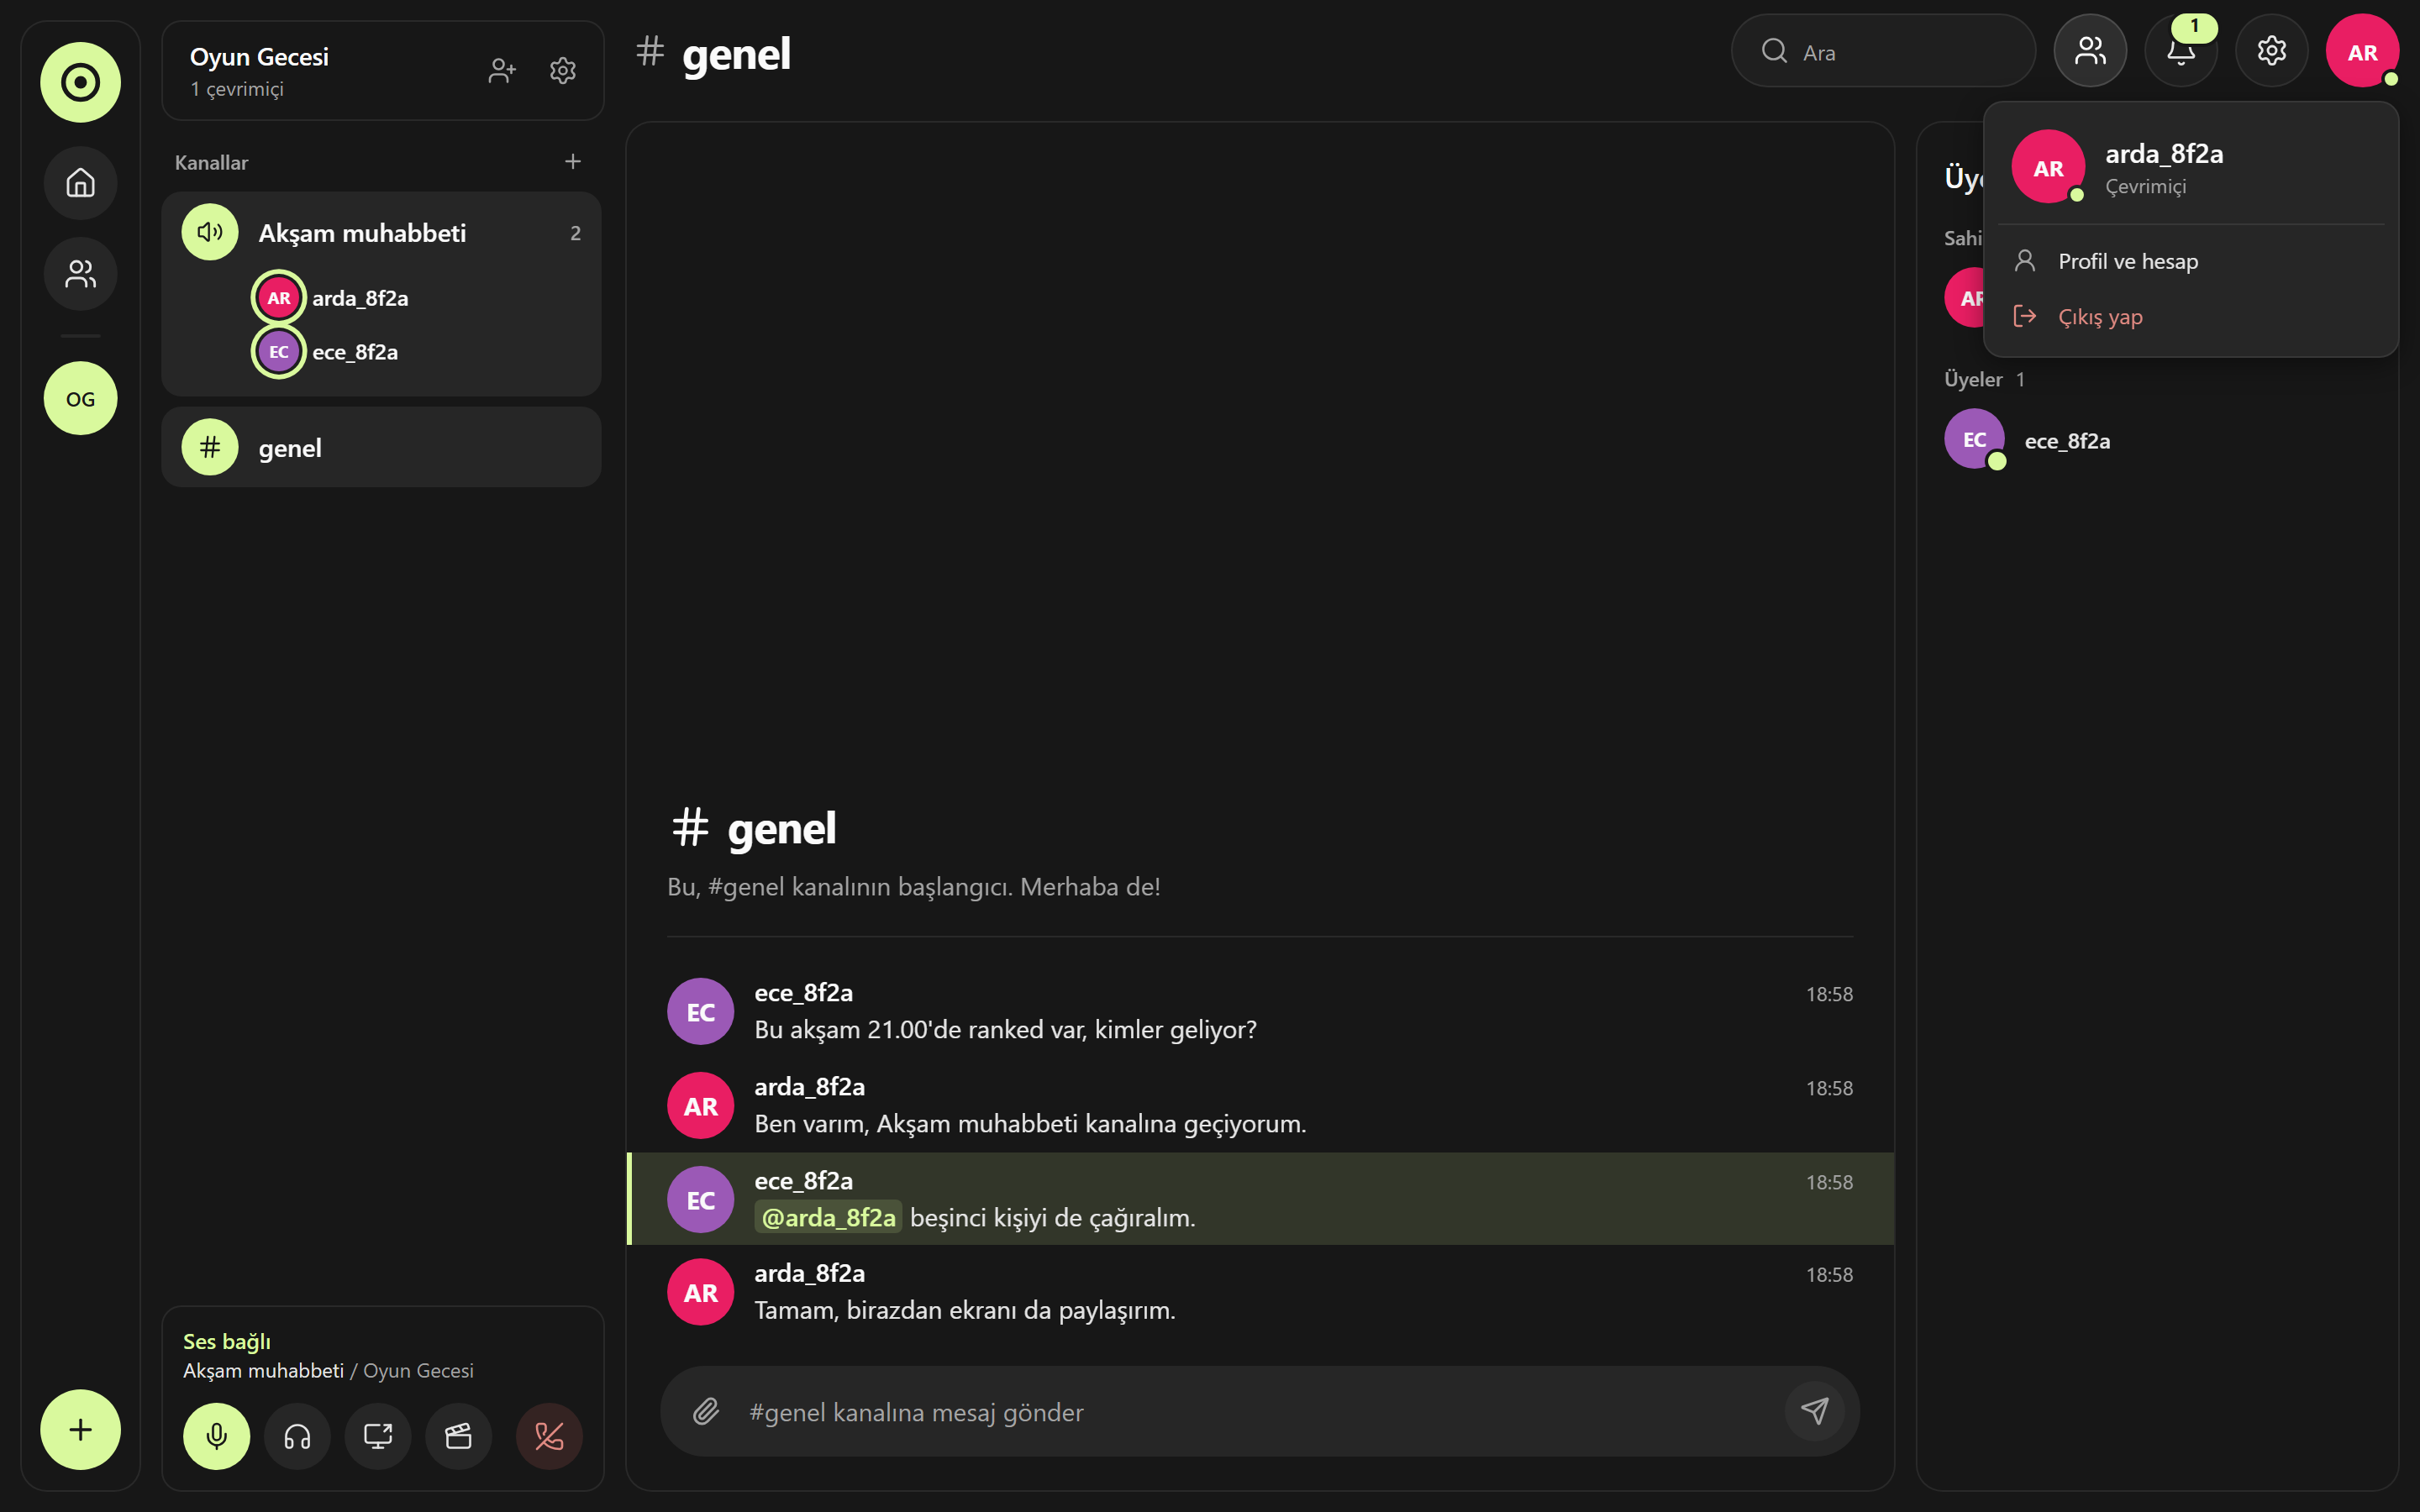 OG
Oyun Gecesi
1 çevrimiçi
Kanallar
Akşam muhabbeti 2
AR arda_8f2a
EC ece_8f2a
genel
Ses bağlı
Akşam muhabbeti / Oyun Gecesi
# genel
Ara
1
AR
# genel
Bu, #genel kanalının başlangıcı. Merhaba de!
EC ece_8f2a 18:58
Bu akşam 21.00'de ranked var, kimler geliyor?
AR arda_8f2a 18:58
Ben varım, Akşam muhabbeti kanalına geçiyorum.
EC ece_8f2a 18:58
@arda_8f2a beşinci kişiyi de çağıralım.
AR arda_8f2a 18:58
Tamam, birazdan ekranı da paylaşırım.
#genel kanalına mesaj gönder
AR arda_8f2a
Çevrimiçi
Profil ve hesap
Çıkış yap
AR
Üyeler 1
EC ece_8f2a